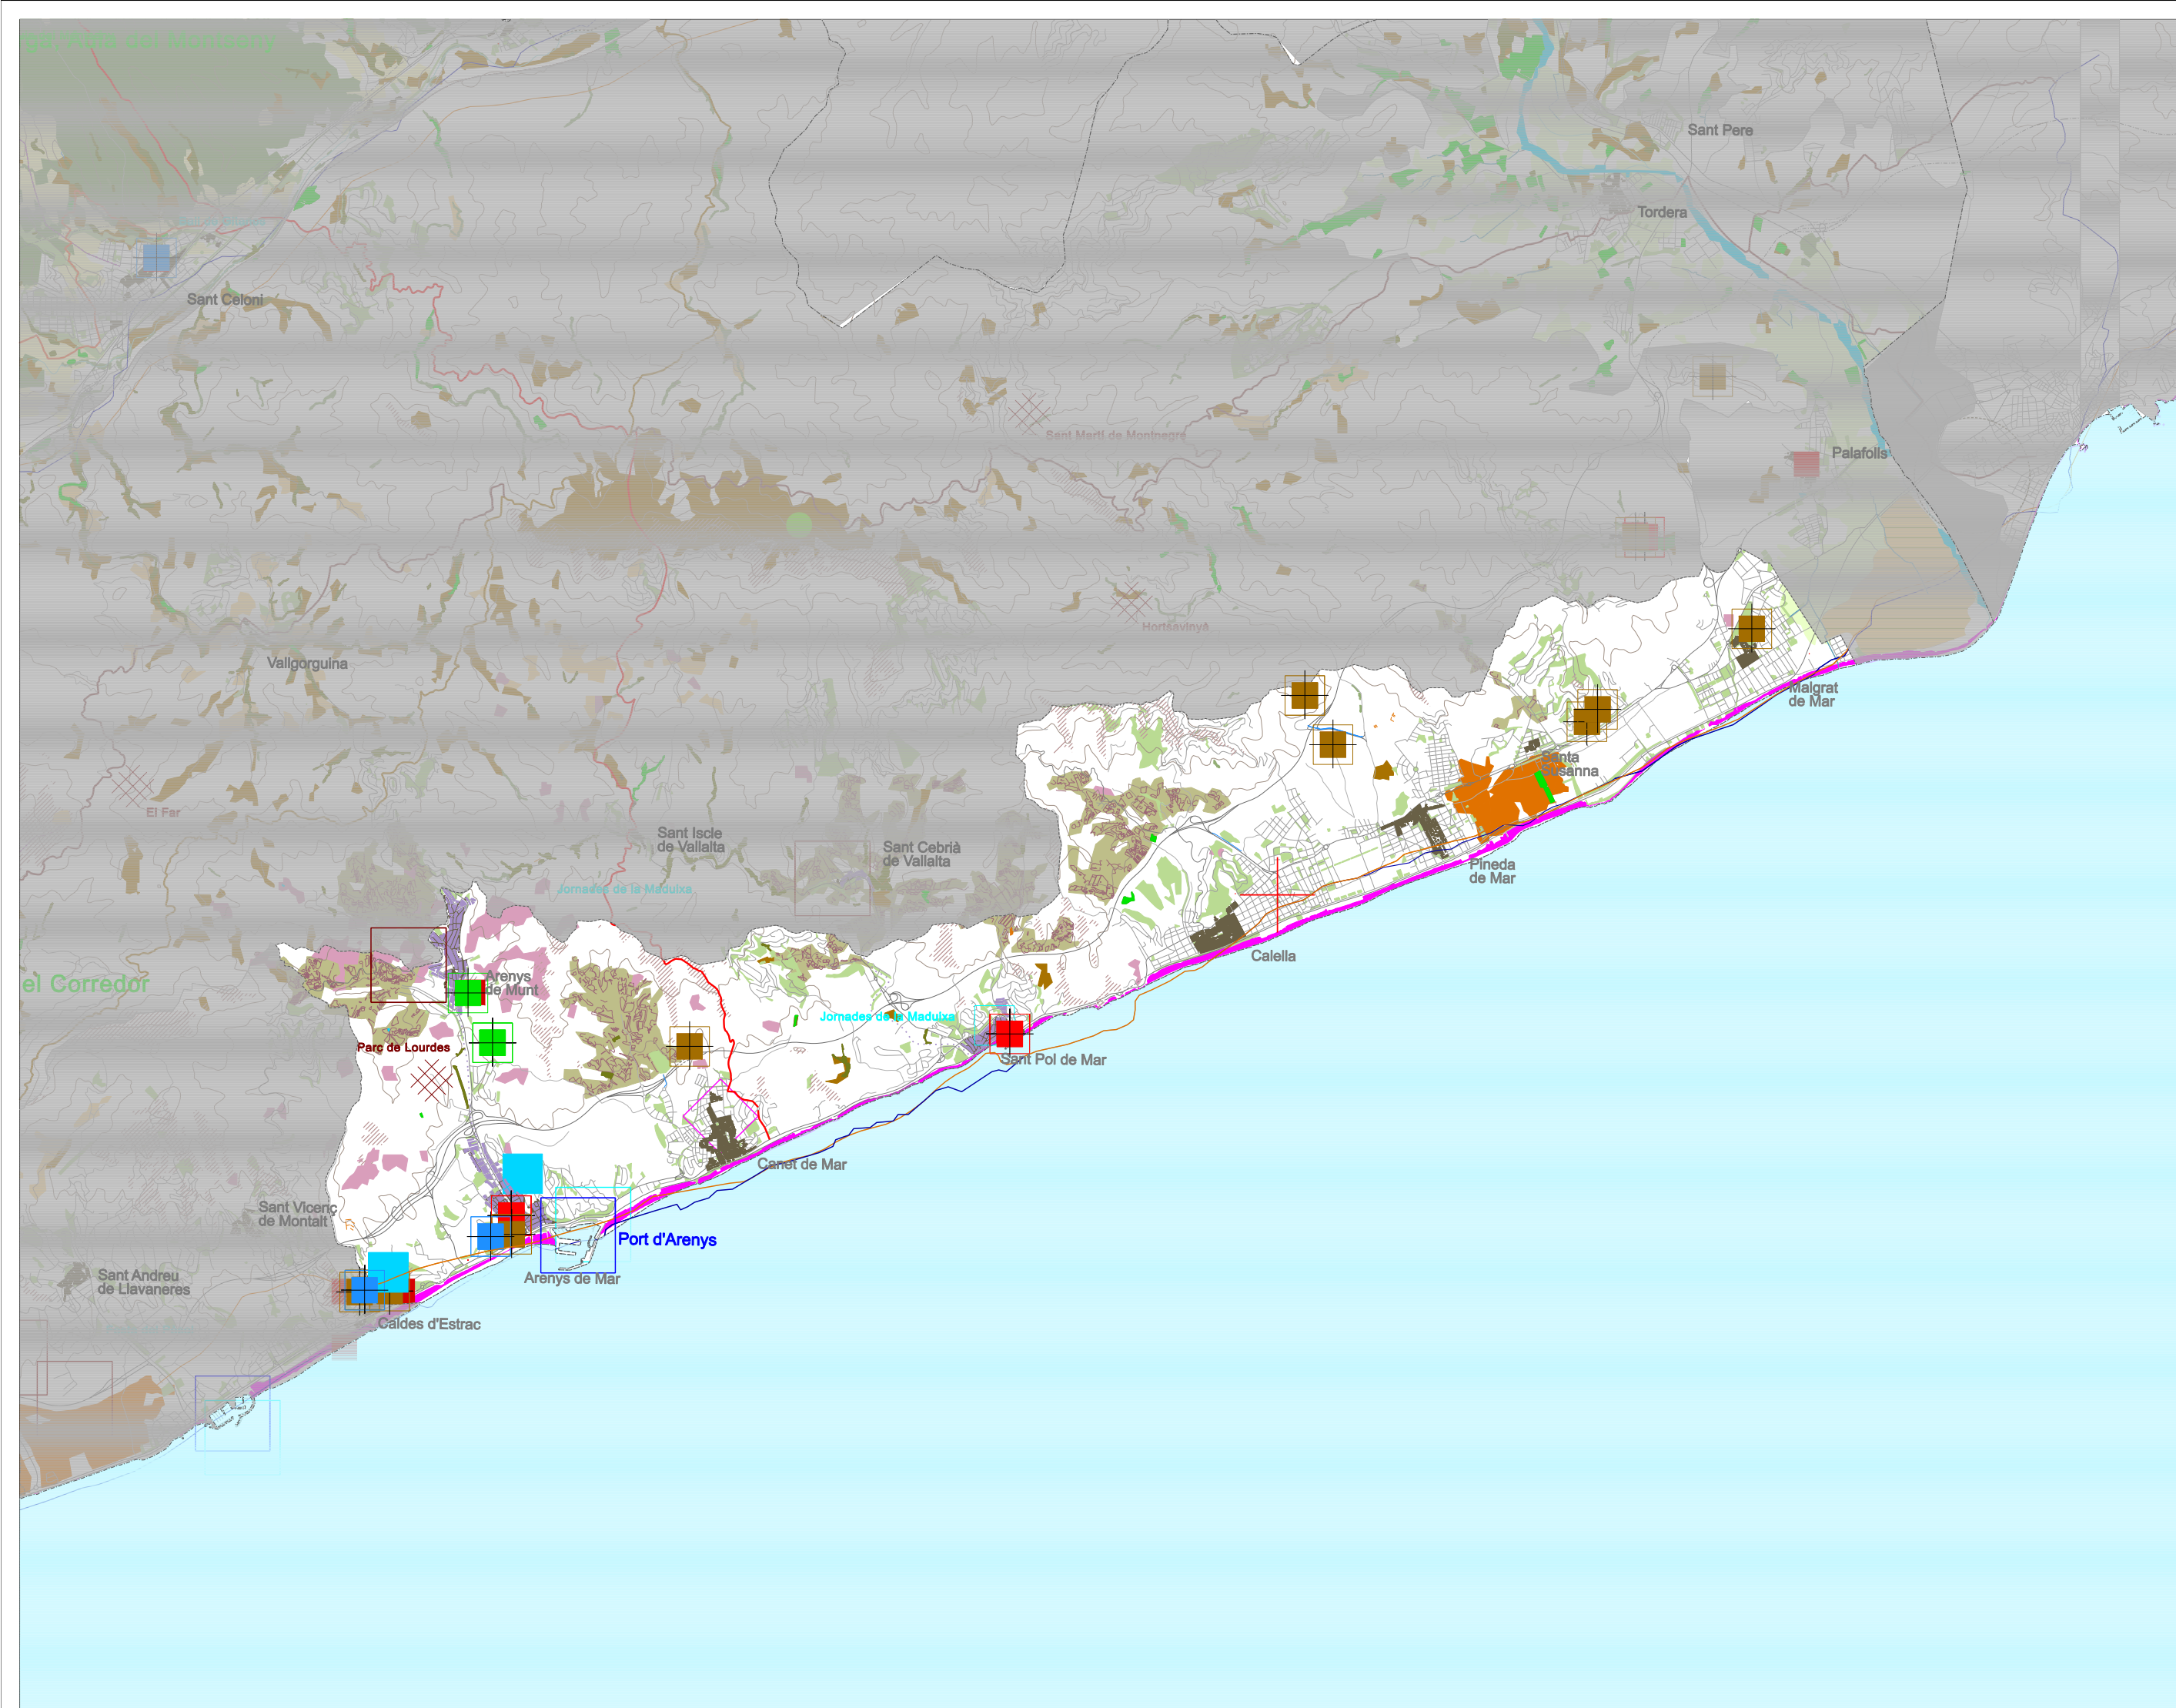 Sant Pere
Tordera
Sant Celoni
Sant Martí de Montnegre
Palafolls
Hortsavinyà
Vallgorguina
Malgrat
de Mar
Santa
Susanna
El Far
Sant Iscle
de Vallalta
Sant Cebrià
de Vallalta
Pineda
de Mar
Jornades de la Maduixa
Calella
Arenys
de Munt
el Corredor
Jornades de la Maduixa
Parc de Lourdes
Sant Pol de Mar
Canet de Mar
Sant Vicenç
de Montalt
Port d'Arenys
Sant Andreu
de Llavaneres
Arenys de Mar
Caldes d'Estrac